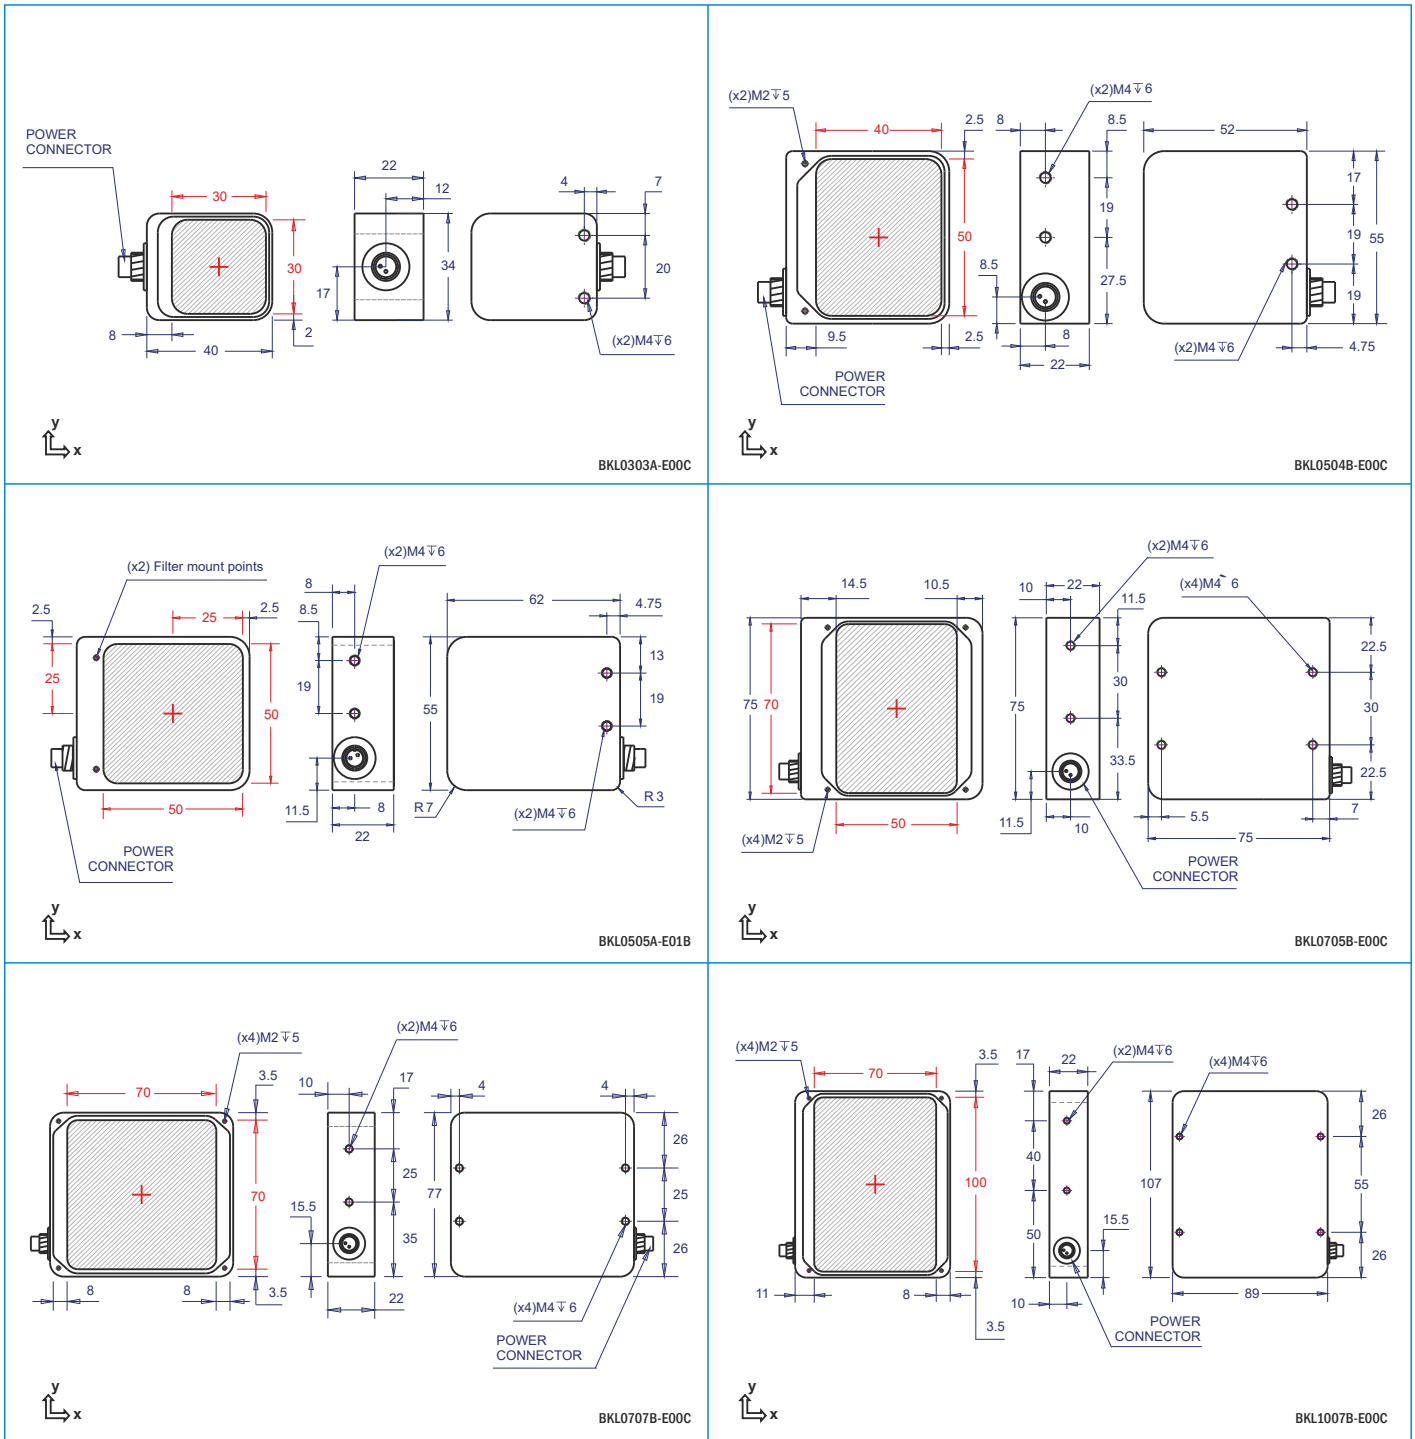 POWER
CONNECTOR
30
30
2
8
40
22
12
34
17
4
7
20
(x2)M4↧6
y
x
BKL0303A-E00C
(x2)M2↧5
40
2.5
50
9.5
2.5
POWER
CONNECTOR
(x2)M4↧6
8
8.5
19
27.5
8.5
8
22
52
17
19
55
19
4.75
(x2)M4↧6
y
x
BKL0504B-E00C
(x2) Filter mount points
2.5
25
2.5
25
50
50
POWER
CONNECTOR
(x2)M4↧6
8
8.5
19
11.5
8
22
62
4.75
13
19
55
R 7
R 3
(x2)M4↧6
y
x
BKL0505A-E01B
14.5
10.5
75
70
50
(x4)M2↧5
(x2)M4↧6
10
22
11.5
75
30
33.5
11.5
10
POWER
CONNECTOR
(x4)M4` 6
22.5
30
22.5
5.5
7
75
y
x
BKL0705B-E00C
(x4)M2↧5
70
3.5
70
8
8
3.5
(x2)M4↧6
10
17
25
15.5
35
22
4
4
77
26
25
26
(x4)M4↧6
POWER
CONNECTOR
y
x
BKL0707B-E00C
(x4)M2↧5
70
3.5
100
11
8
3.5
17
22
(x2)M4↧6
40
50
15.5
10
POWER
CONNECTOR
(x4)M4↧6
107
26
55
26
89
y
x
BKL1007B-E00C